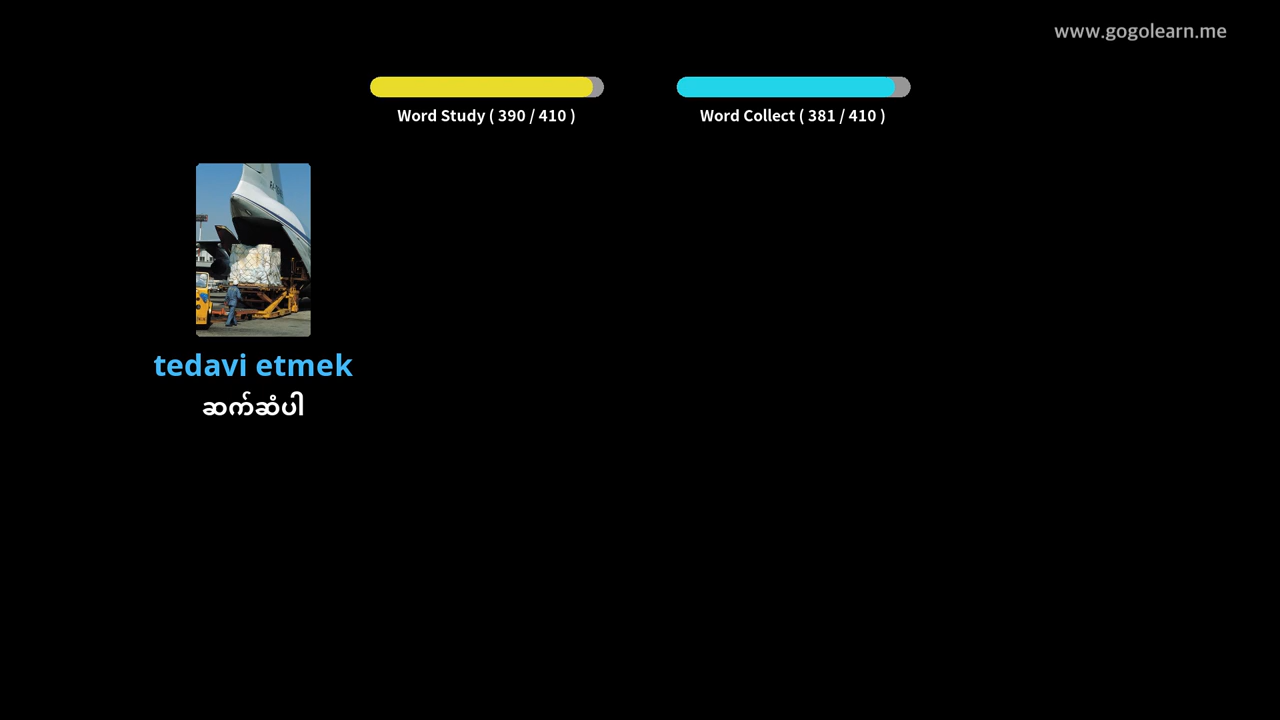 www.gogolearn.me
Word Study ( 390 / 410 )
Word Collect ( 381 / 410 )
tedavi etmek
ဆက်ဆံပါ